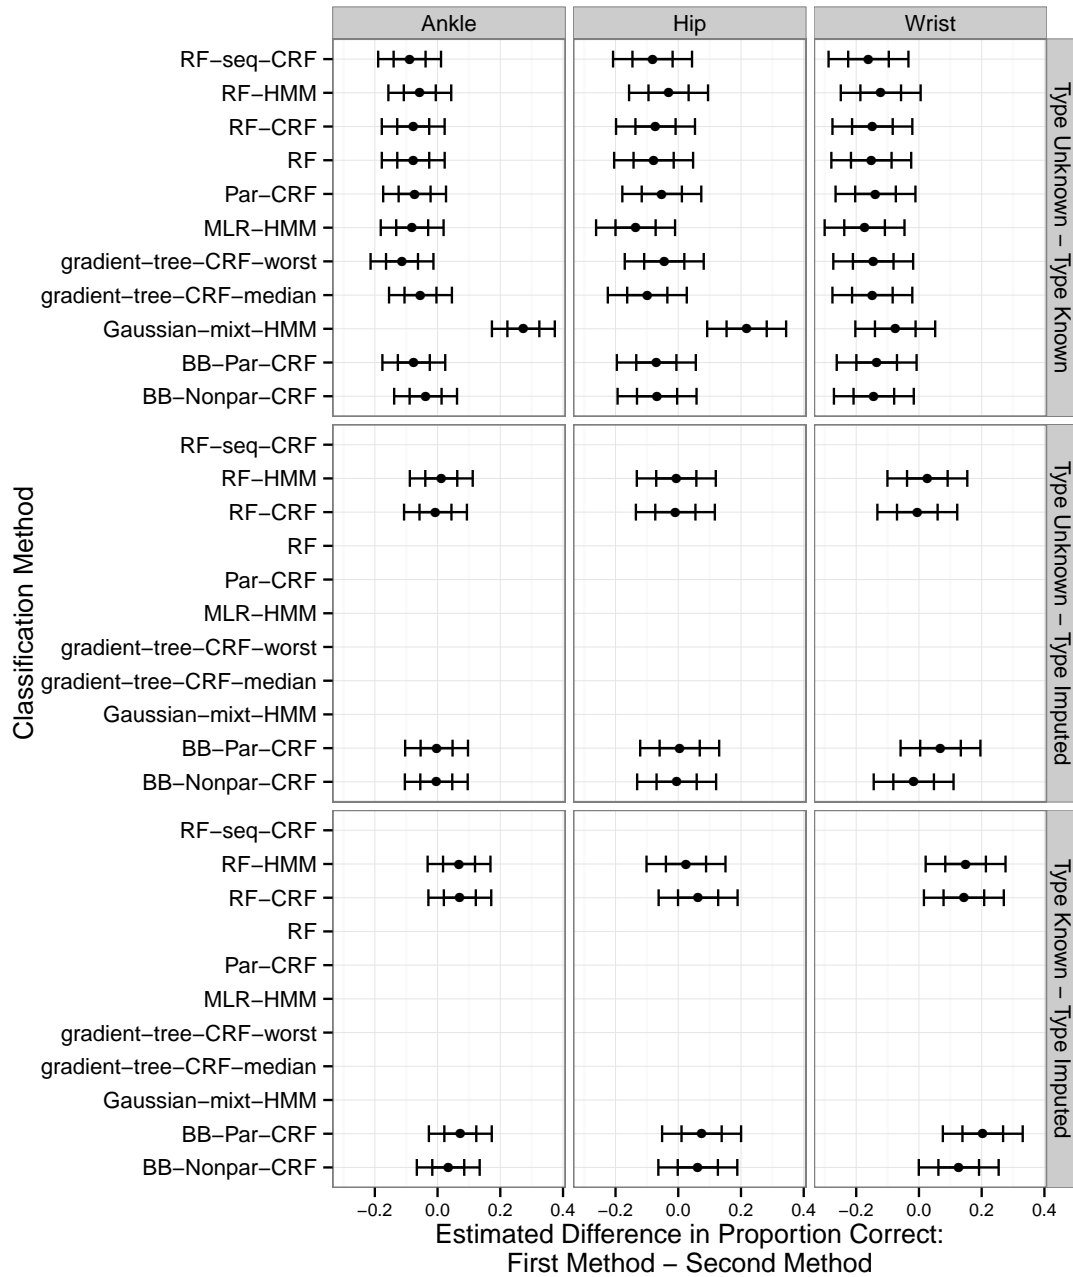 Ankle Hip Wrist
RF−seq−CRF
RF−HMM
RF−CRF
RF
Par−CRF
MLR−HMM
gradient−tree−CRF−worst
gradient−tree−CRF−median
Gaussian−mixt−HMM
BB−Par−CRF
BB−Nonpar−CRF
Type Unknown − Type Known
RF−seq−CRF
RF−HMM
RF−CRF
RF
Par−CRF
MLR−HMM
gradient−tree−CRF−worst
gradient−tree−CRF−median
Gaussian−mixt−HMM
BB−Par−CRF
BB−Nonpar−CRF
Type Unknown − Type Imputed
RF−seq−CRF
RF−HMM
RF−CRF
RF
Par−CRF
MLR−HMM
gradient−tree−CRF−worst
gradient−tree−CRF−median
Gaussian−mixt−HMM
BB−Par−CRF
BB−Nonpar−CRF
Type Known − Type Imputed
Classification Method
−0.2 0.0 0.2 0.4 −0.2 0.0 0.2 0.4 −0.2 0.0 0.2 0.4
Estimated Difference in Proportion Correct:
First Method − Second Method